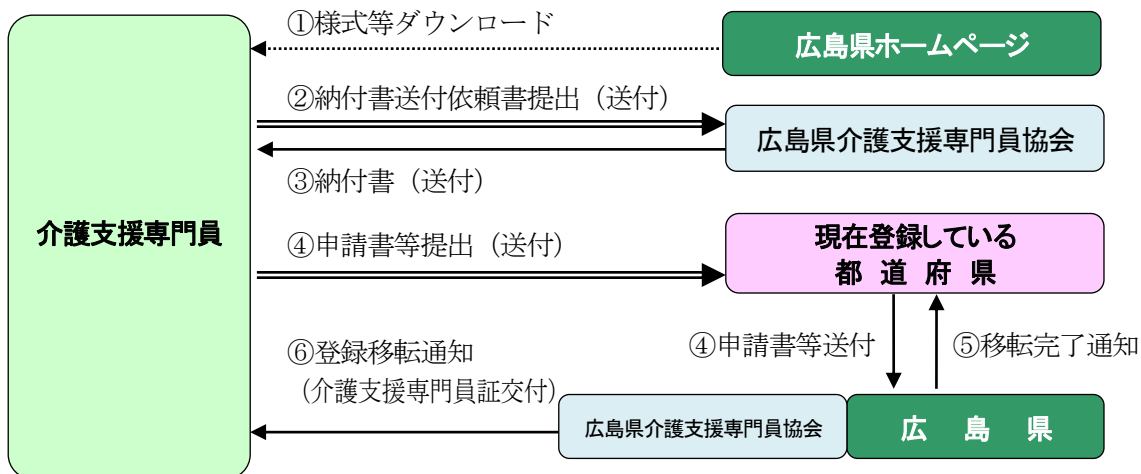 ①様式等ダウンロード
広島県ホームページ
②納付書送付依頼書提出（送付）
広島県介護支援専門員協会
③納付書（送付）
介護支援専門員
④申請書等提出（送付）
現在登録している
都道府県
④申請書等送付
⑤移転完了通知
⑥登録移転通知
（介護支援専門員証交付）
広島県介護支援専門員協会
広島県